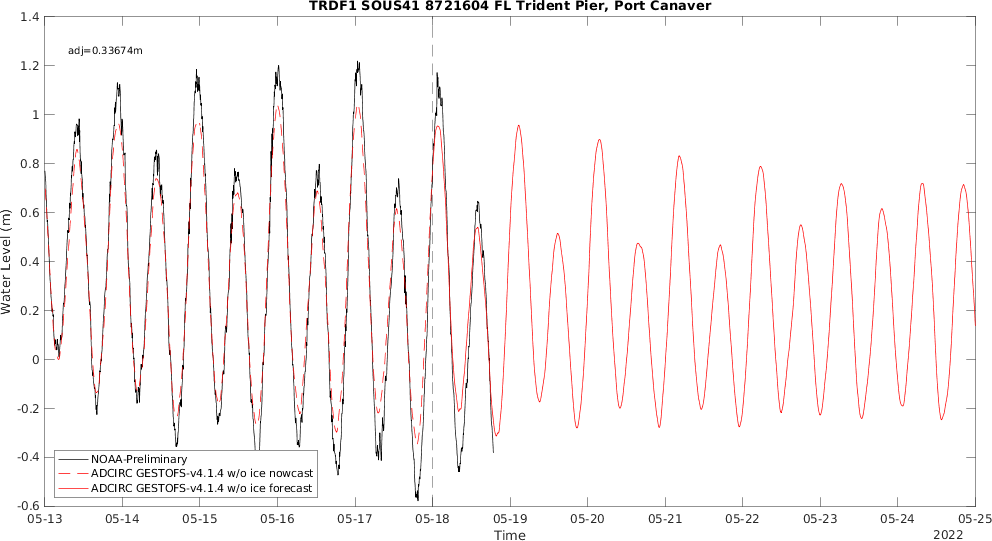 TRDF1 SOUS41 8721604 FL Trident Pier, Port Canaver
1.4
1.2
1
0.8
0.6
0.4
0.2
0
-0.2
-0.4
-0.6
Water Level (m)
adj=0.33674m
NOAA-Preliminary
ADCIRC GESTOFS-v4.1.4 w/o ice nowcast
ADCIRC GESTOFS-v4.1.4 w/o ice forecast
05-13 05-14 05-15 05-16 05-17 05-18 05-19 05-20 05-21 05-22 05-23 05-24 05-25
Time
2022